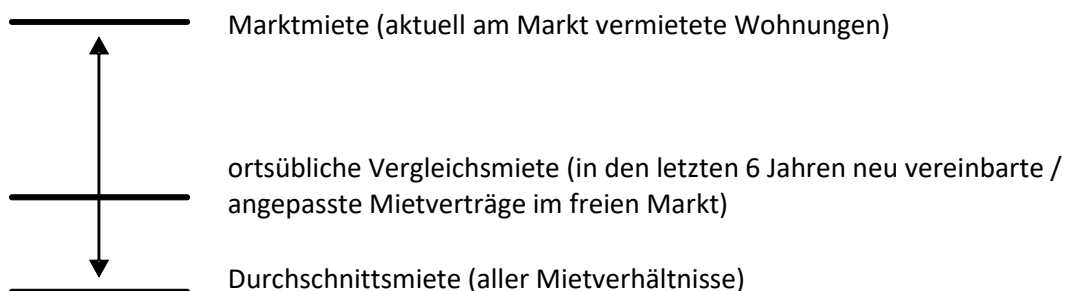 Marktmiete (aktuell am Markt vermietete Wohnungen)
ortsübliche Vergleichsmiete (in den letzten 6 Jahren neu vereinbarte /
angepasste Mietverträge im freien Markt)
Durchschnittsmiete (aller Mietverhältnisse)